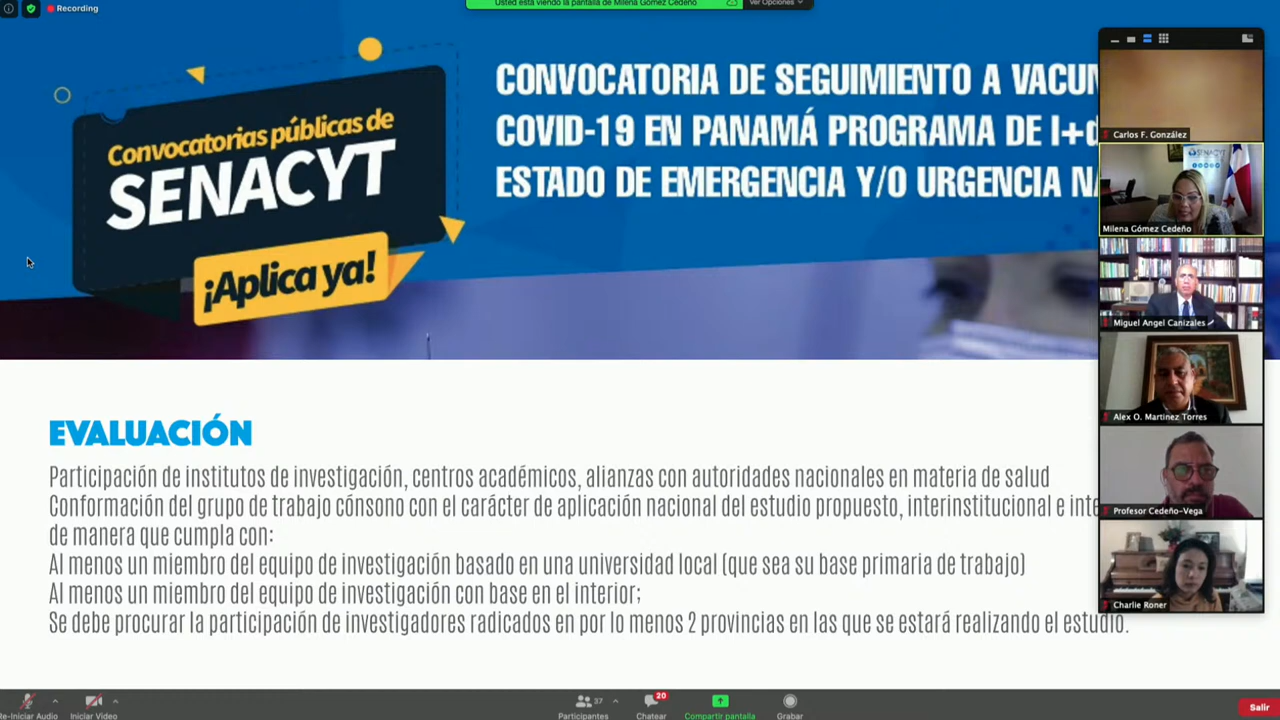 Recording
Usted está viendo la pantalla de Milena Gómez Cedeño
Ver Opciones
Convocatorias públicas de
SENACYT
¡Aplica ya!
CONVOCATORIA DE SEGUIMIENTO A VACUN
COVID-19 EN PANAMÁ PROGRAMA DE I+d
ESTADO DE EMERGENCIA Y/O URGENCIA NA
Carlos F. González
SENACYT
Milena Gómez Cedeño
Miguel Angel Canizales
Alex O. Martinez Torres
Profesor Cedeño-Vega
Charlie Roner
EVALUACIÓN
Participación de institutos de investigación, centros académicos, alianzas con autoridades nacionales en materia de salud
Conformación del grupo de trabajo cónsono con el carácter de aplicación nacional del estudio propuesto, interinstitucional e inte
de manera que cumpla con:
Al menos un miembro del equipo de investigación basado en una universidad local (que sea su base primaria de trabajo)
Al menos un miembro del equipo de investigación con base en el interior;
Se debe procurar la participación de investigadores radicados en por lo menos 2 provincias en las que se estará realizando el estudio.
Re-Iniciar Audio
Iniciar Video
37
Participantes
20
Chatear
Compartir pantalla
Grabar
Salir